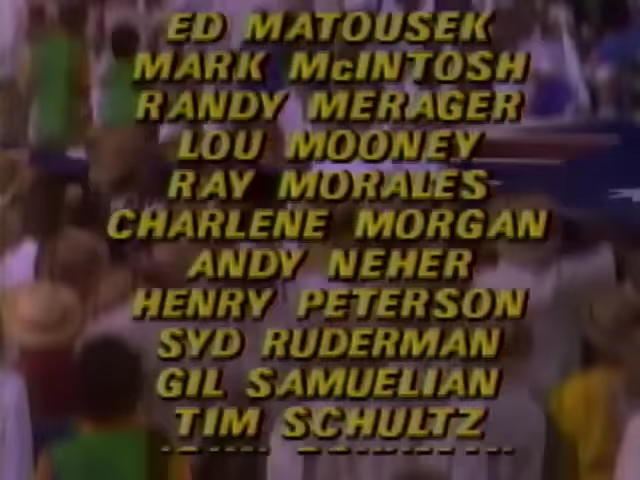 ED MATOUSEK
MARK McINTOSH
RANDY MERAGER
LOU MOONEY
RAY MORALES
CHARLENE MORGAN
ANDY NEHER
HENRY PETERSON
SYD RUDERMAN
GIL SAMUELIAN
TIM SCHULTZ